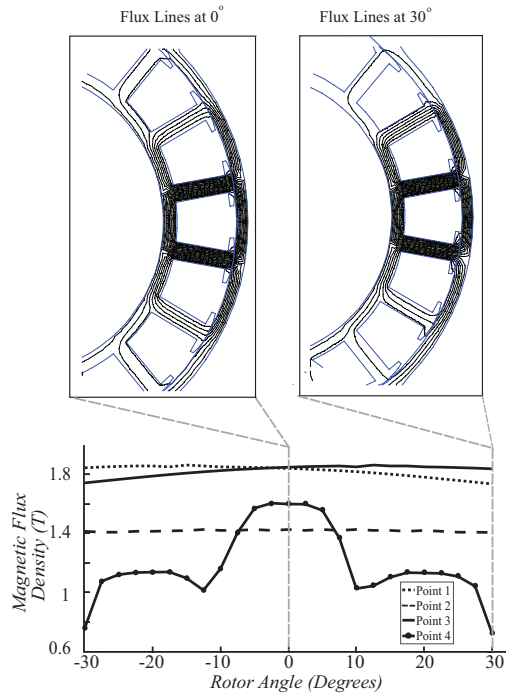 Flux Lines at 0° Flux Lines at 30°
1.8
1.4
1
0.6
Magnetic Flux
Density (T)
Point 1
Point 2
Point 3
Point 4
-30 -20 -10 0 10 20 30
Rotor Angle (Degrees)